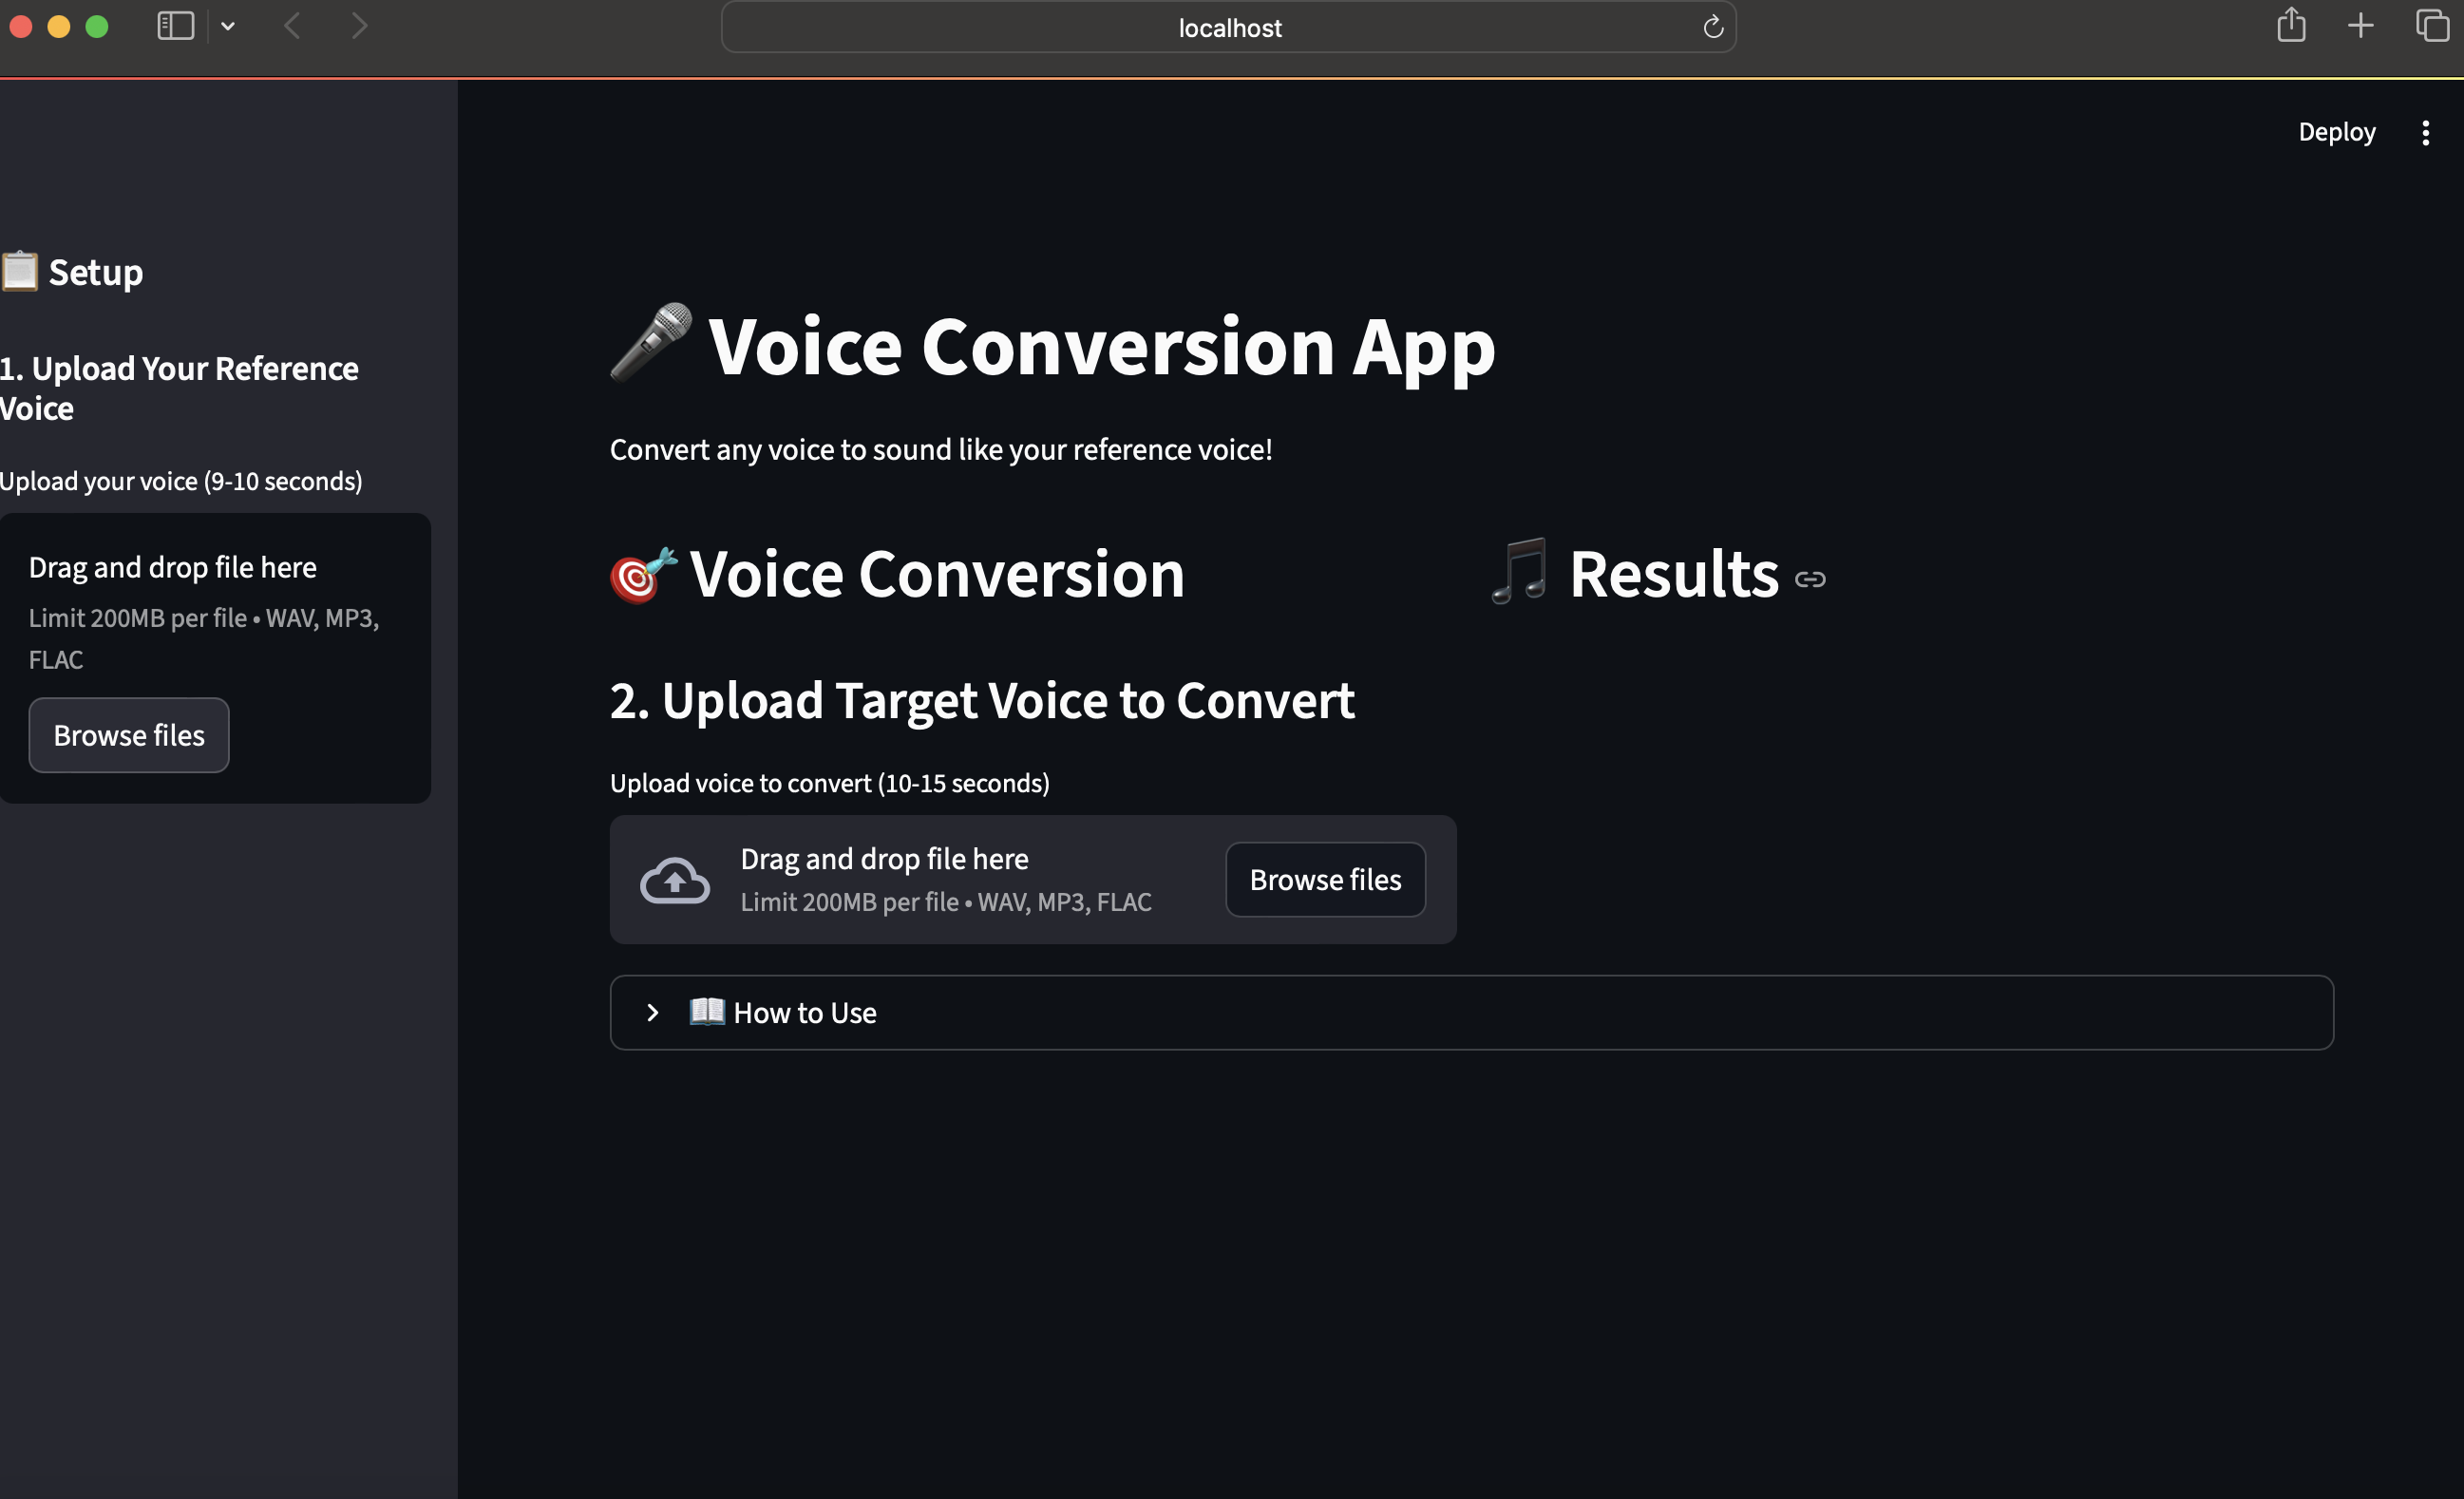 localhost
Deploy
Setup
1. Upload Your Reference
Voice
Upload your voice (9-10 seconds)
Drag and drop file here
Limit 200MB per file • WAV, MP3,
FLAC
Browse files
Voice Conversion App
Convert any voice to sound like your reference voice!
Voice Conversion
Results
2. Upload Target Voice to Convert
Upload voice to convert (10-15 seconds)
Drag and drop file here
Limit 200MB per file • WAV, MP3, FLAC
Browse files
How to Use